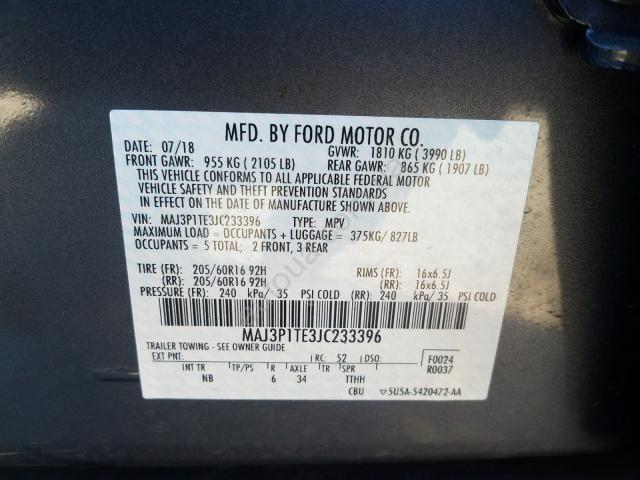 MFD. BY FORD MOTOR CO.
DATE: 07/18 GVWR: 1810 KG ( 3990 LB)
FRONT GAWR: 955 KG ( 2105 LB) REAR GAWR: 865 KG ( 1907 LB)
THIS VEHICLE CONFORMS TO ALL APPLICABLE FEDERAL MOTOR
VEHICLE SAFETY AND THEFT PREVENTION STANDARDS
IN EFFECT ON THE DATE OF MANUFACTURE SHOWN ABOVE.
VIN: MAJ3P1TE3JC233396 TYPE: MPV
MAXIMUM LOAD = OCCUPANTS + LUGGAGE = 375KG/ 827LB
OCCUPANTS = 5 TOTAL; 2 FRONT, 3 REAR
TIRE (FR): 205/60R16 92H RIMS (FR): 16x6.5J
(RR): 205/60R16 92H (RR): 16x6.5J
PRESSURE (FR): 240 kPa/ 35 PSI COLD (RR): 240 kPa/ 35 PSI COLD
MAJ3P1TE3JC233396
TRAILER TOWING - SEE OWNER GUIDE
EXT PNT: RC: 52 DSO: F0024
R0037
INT TR TP/PS R AXLE TR SPR
NB 6 34 TTHH
CBU ▽5U5A-5420472-AA